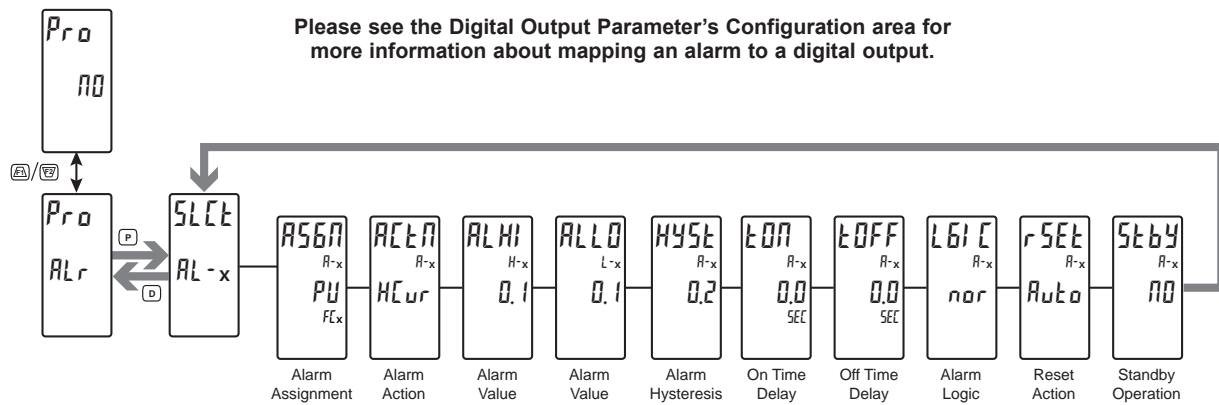 Please see the Digital Output Parameter's Configuration area for
more information about mapping an alarm to a digital output.
Pro
NO
F1/F2
Pro
ALr
P
D
SLCt
AL-x
ASGN
A-x
PV
FCx
Alarm
Assignment
ACtN
A-x
HCur
Alarm
Action
ALHI
H-x
0.1
Alarm
Value
ALLO
L-x
0.1
Alarm
Value
HYSt
A-x
0.2
Alarm
Hysteresis
tON
A-x
0.0
SEC
On Time
Delay
tOFF
A-x
0.0
SEC
Off Time
Delay
LGIC
A-x
nor
Alarm
Logic
rSEt
A-x
Auto
Reset
Action
Stby
A-x
NO
Standby
Operation